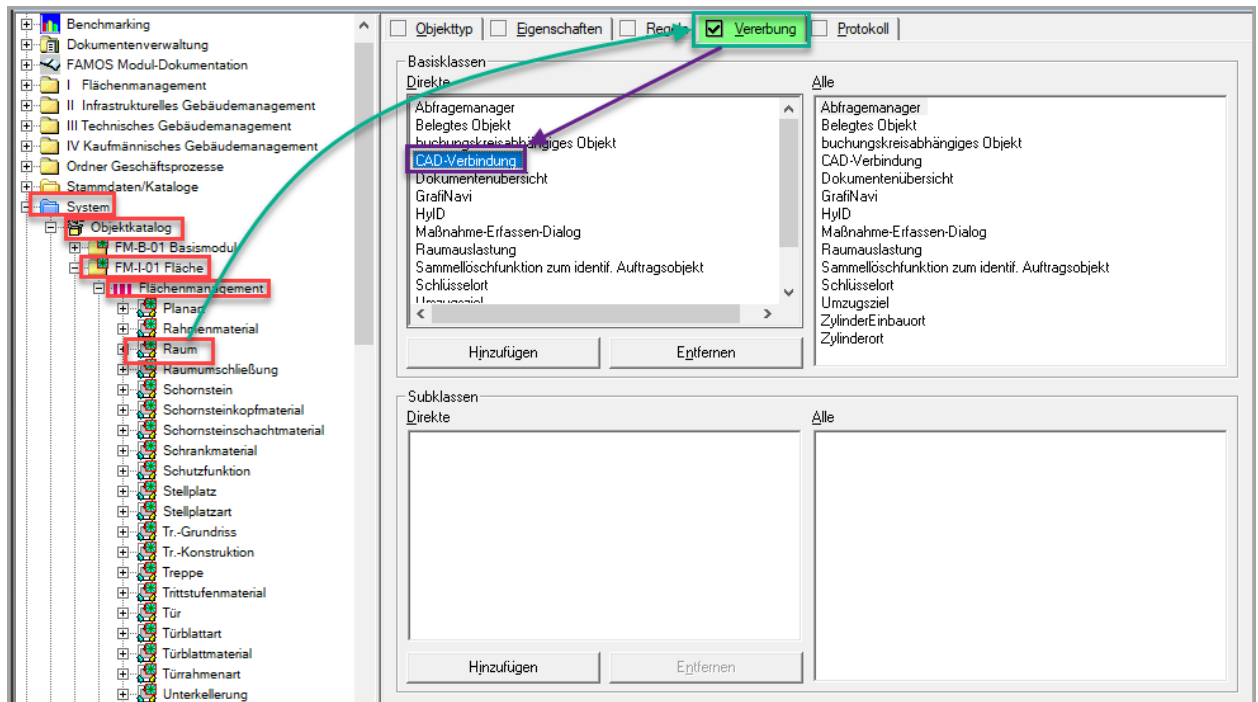 Benchmarking
Dokumentenverwaltung
FAMOS Modul-Dokumentation
I Flächenmanagement
II Infrastrukturelles Gebäudemanagement
III Technisches Gebäudemanagement
IV Kaufmännisches Gebäudemanagement
Ordner Geschäftsprozesse
Stammdaten/Kataloge
System
Objektkatalog
FM-B-01 Basismodul
FM-I-01 Fläche
Flächenmanagement
Planart
Rahmenmaterial
Raum
Raumumschließung
Schornstein
Schornsteinkopfmaterial
Schornsteinschachtmaterial
Schrankmaterial
Schutzfunktion
Stellplatz
Stellplatzart
Tr.-Grundriss
Tr.-Konstruktion
Treppe
Trittstufenmaterial
Tür
Türblattart
Türblattmaterial
Türrahmenart
Unterkellerung
Objekttyp Eigenschaften Regeln Vererbung Protokoll
Basisklassen
Direkte
Abfragemanager
Belegtes Objekt
buchungskreisabhängiges Objekt
CAD-Verbindung
Dokumentenübersicht
GrafiNavi
HyID
Maßnahme-Erfassen-Dialog
Raumauslastung
Sammellöschfunktion zum identif. Auftragsobjekt
Schlüsselort
Umzugsziel
Hinzufügen Entfernen
Alle
Abfragemanager
Belegtes Objekt
buchungskreisabhängiges Objekt
CAD-Verbindung
Dokumentenübersicht
GrafiNavi
HyID
Maßnahme-Erfassen-Dialog
Raumauslastung
Sammellöschfunktion zum identif. Auftragsobjekt
Schlüsselort
Umzugsziel
ZylinderEinbauort
Zylinderort
Subklassen
Direkte
Alle
Hinzufügen Entfernen